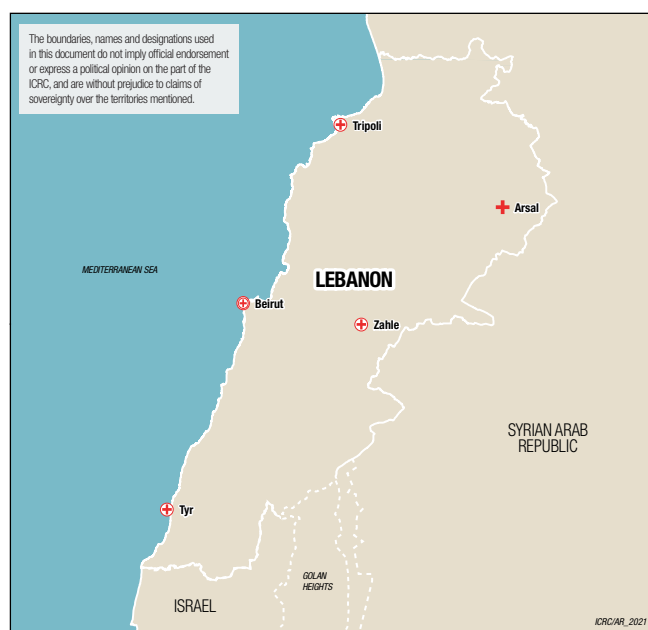 The boundaries, names and designations used
in this document do not imply official endorsement
or express a political opinion on the part of the
ICRC, and are without prejudice to claims of
sovereignty over the territories mentioned.
Tripoli
Arsal
MEDITERRANEAN SEA
LEBANON
Beirut
Zahle
SYRIAN ARAB
REPUBLIC
Tyr
GOLAN
HEIGHTS
ISRAEL
ICRC/AR_2021